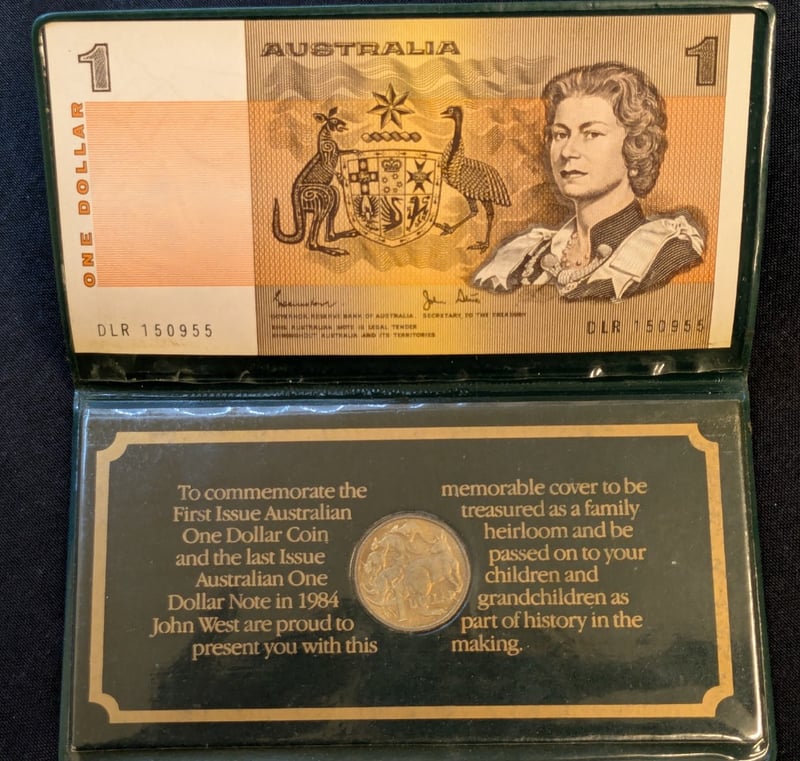 1
AUSTRALIA
1
ONE DOLLAR
GOVERNOR, RESERVE BANK OF AUSTRALIA. SECRETARY TO THE TREASURY
THIS AUSTRALIAN NOTE IS LEGAL TENDER
THROUGHOUT AUSTRALIA AND ITS TERRITORIES
DLR 150955
DLR 150955
To commemorate the
First Issue Australian
One Dollar Coin
and the last Issue
Australian One
Dollar Note in 1984
John West are proud to
present you with this
memorable cover to be
treasured as a family
heirloom and be
passed on to your
children and
grandchildren as
part of history in the
making.